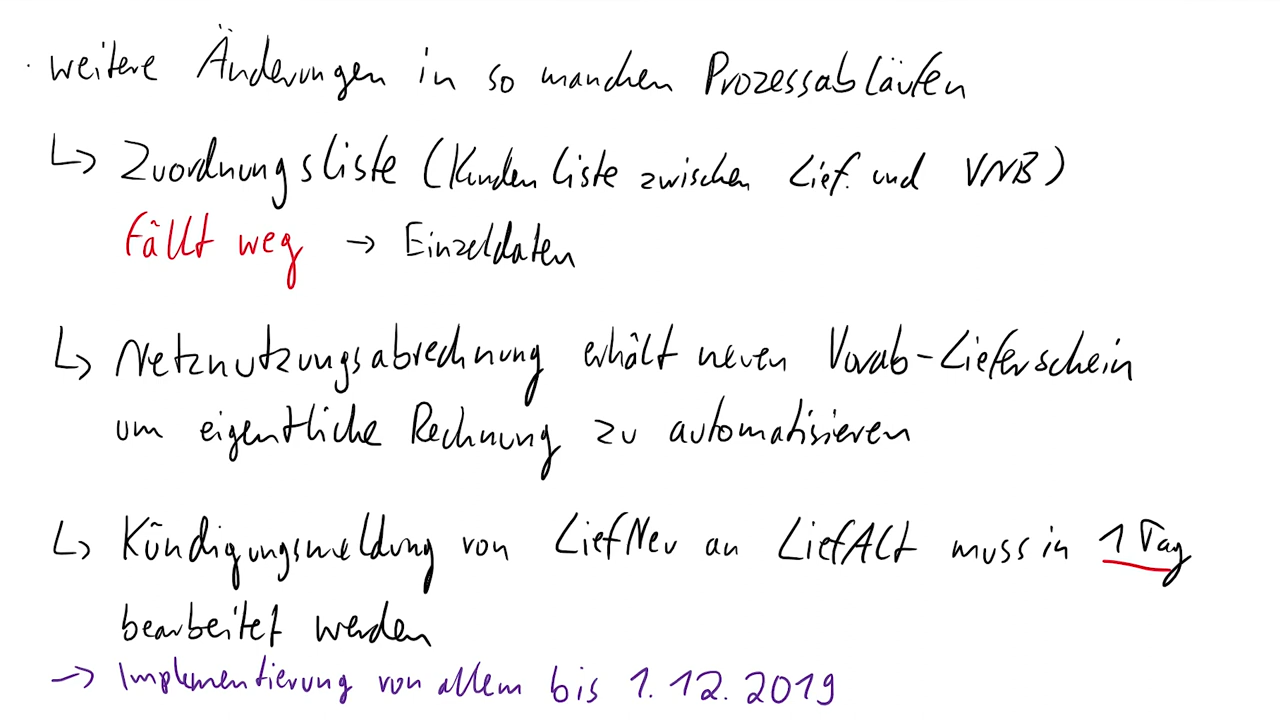 · weitere Änderungen in so manchen Prozessabläufen
↳ Zuordnungsliste (Kundenliste zwischen Lief. und VNB)
fällt weg → Einzeldaten
↳ Netznutzungsabrechnung erhält neuen Vorab-Lieferschein
um eigentliche Rechnung zu automatisieren
↳ Kündigungsmeldung von LiefNeu an LiefAlt muss in 1 Tag
bearbeitet werden
→ Implementierung von allem bis 1.12.2019